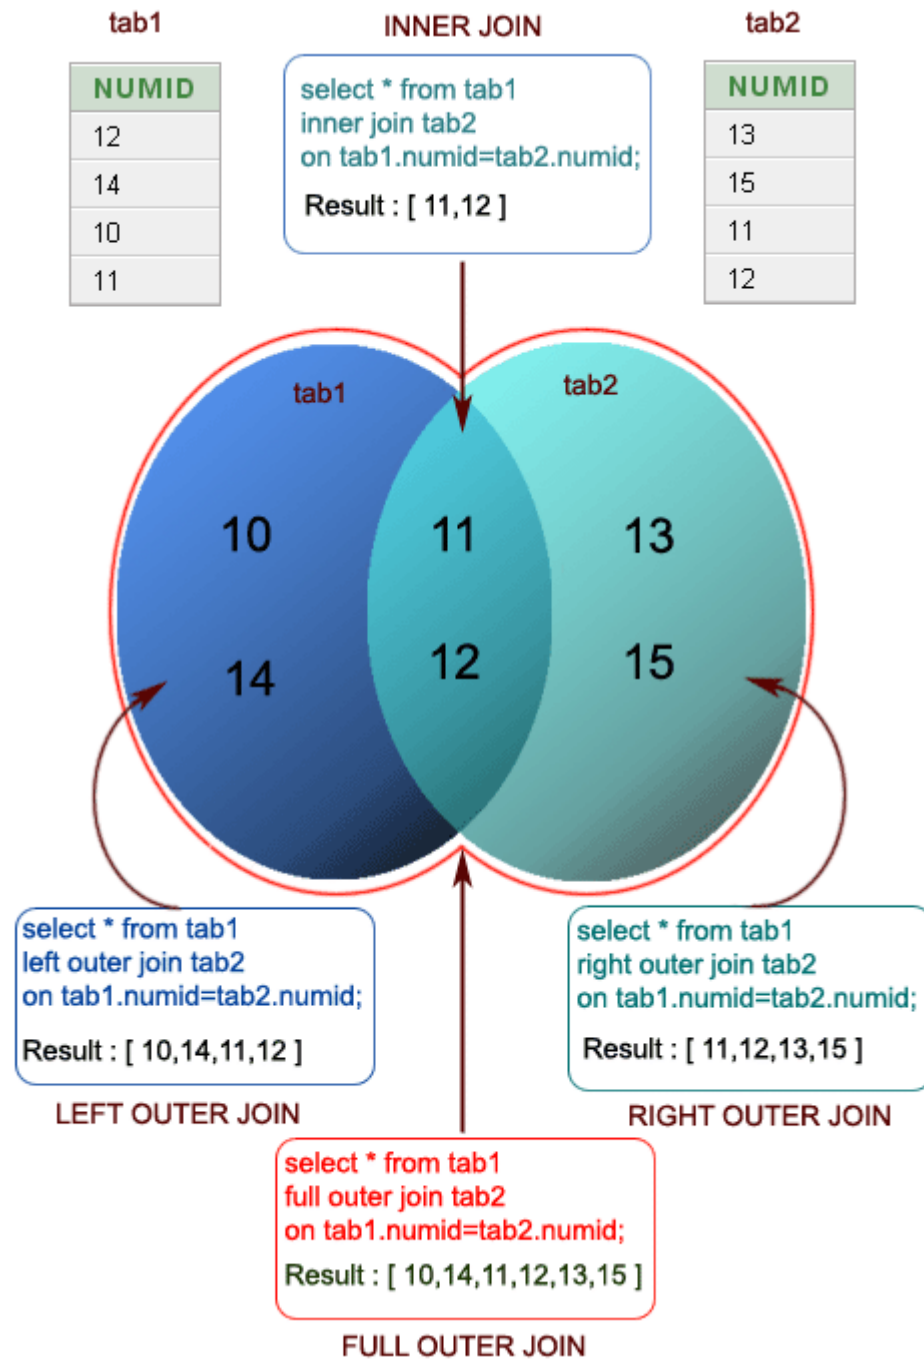 tab1
INNER JOIN
tab2
NUMID
12
14
10
11
select * from tab1
inner join tab2
on tab1.numid=tab2.numid;
Result : [ 11,12 ]
NUMID
13
15
11
12
tab1
tab2
10
11
13
14
12
15
select * from tab1
left outer join tab2
on tab1.numid=tab2.numid;
Result : [ 10,14,11,12 ]
LEFT OUTER JOIN
select * from tab1
right outer join tab2
on tab1.numid=tab2.numid;
Result : [ 11,12,13,15 ]
RIGHT OUTER JOIN
select * from tab1
full outer join tab2
on tab1.numid=tab2.numid;
Result : [ 10,14,11,12,13,15 ]
FULL OUTER JOIN